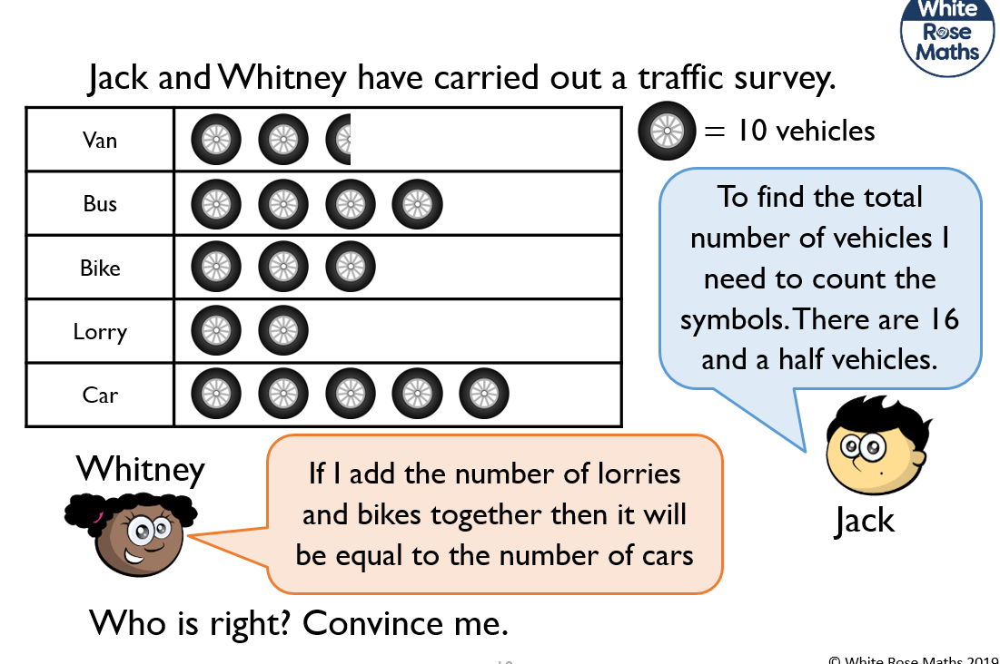 White
Rose
Maths
Jack and Whitney have carried out a traffic survey.
Van
Bus
Bike
Lorry
Car
= 10 vehicles
To find the total
number of vehicles I
need to count the
symbols. There are 16
and a half vehicles.
Jack
Whitney
If I add the number of lorries
and bikes together then it will
be equal to the number of cars
Who is right? Convince me.
© White Rose Maths 2019